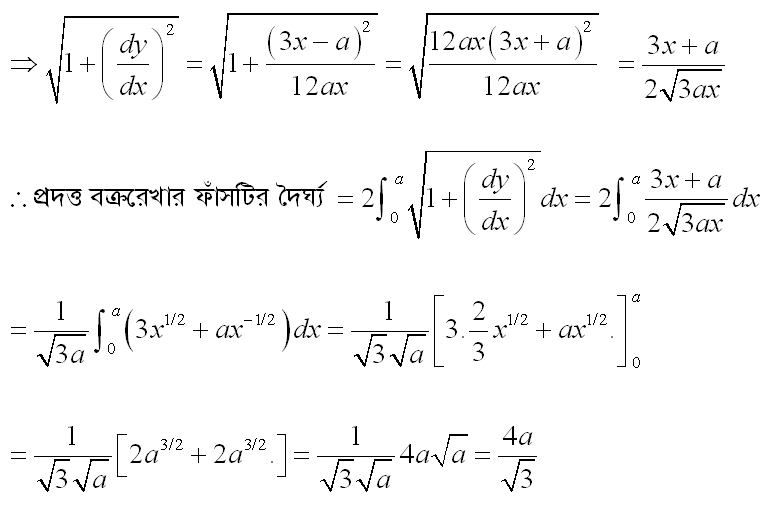 ⇒ √(1 + (dy/dx)²) = √(1 + (3x − a)²/12ax) = √(12ax(3x + a)²/12ax) = (3x + a)/(2√(3ax))
∴ প্রদত্ত বক্ররেখার ফাঁসটির দৈর্ঘ্য = 2∫₀ᵃ √(1 + (dy/dx)²) dx = 2∫₀ᵃ (3x + a)/(2√(3ax)) dx
= 1/√(3a) ∫₀ᵃ (3x^{1/2} + ax^{−1/2}) dx = 1/(√3√a) [3.(2/3)x^{1/2} + ax^{1/2}.]₀ᵃ
= 1/(√3√a) [2a^{3/2} + 2a^{3/2}.] = 1/(√3√a) 4a√a = 4a/√3